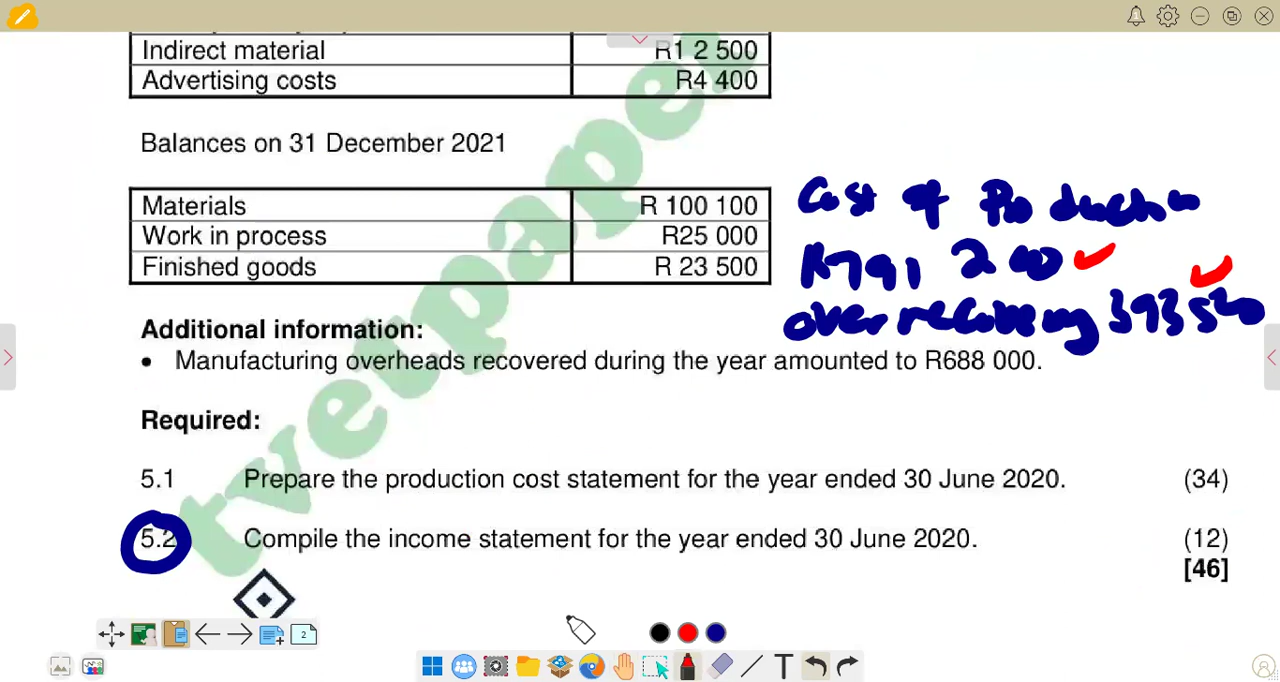 Indirect material R1 2 500
Advertising costs R4 400
Balances on 31 December 2021
Materials R 100 100
Work in process R25 000
Finished goods R 23 500
Cost of Production
R791 200
over recovering 393 520
Additional information:
• Manufacturing overheads recovered during the year amounted to R688 000.
Required:
5.1 Prepare the production cost statement for the year ended 30 June 2020. (34)
5.2 Compile the income statement for the year ended 30 June 2020. (12)
[46]
tvetpaper
2
T